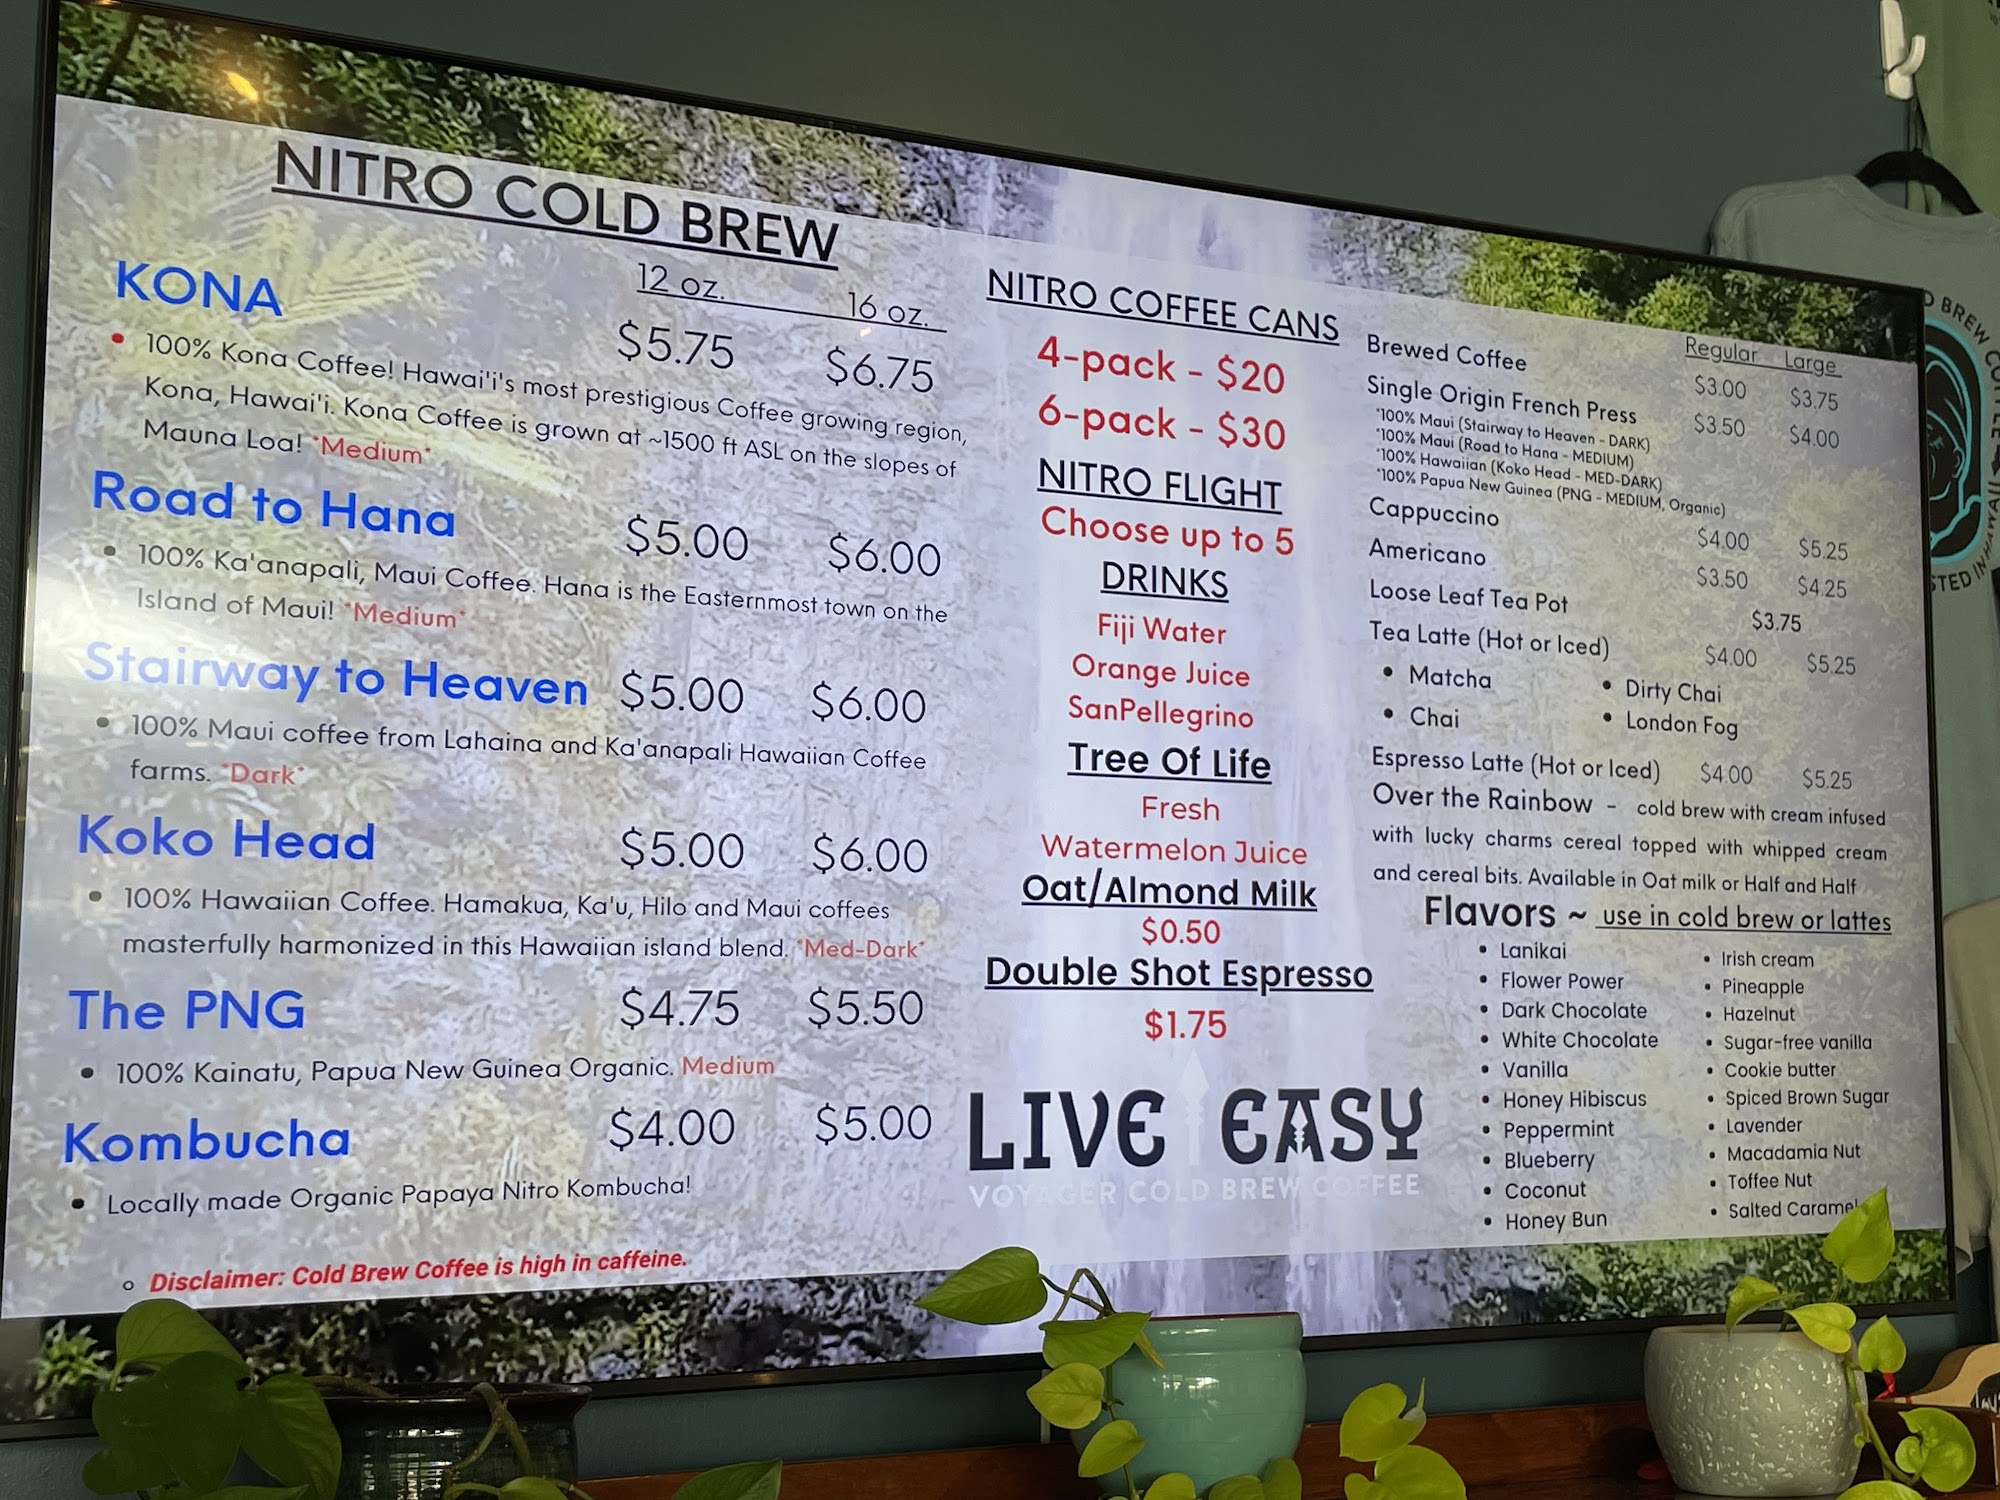 NITRO COLD BREW
12 oz. 16 oz.
KONA $5.75 $6.75
• 100% Kona Coffee! Hawai'i's most prestigious Coffee growing region,
Kona, Hawai'i. Kona Coffee is grown at ~1500 ft ASL on the slopes of
Mauna Loa! *Medium*
Road to Hana $5.00 $6.00
• 100% Ka'anapali, Maui Coffee. Hana is the Easternmost town on the
Island of Maui! *Medium*
Stairway to Heaven $5.00 $6.00
• 100% Maui coffee from Lahaina and Ka'anapali Hawaiian Coffee
farms. *Dark*
Koko Head $5.00 $6.00
• 100% Hawaiian Coffee. Hamakua, Ka'u, Hilo and Maui coffees
masterfully harmonized in this Hawaiian island blend. *Med-Dark*
The PNG $4.75 $5.50
• 100% Kainatu, Papua New Guinea Organic. Medium
Kombucha $4.00 $5.00
• Locally made Organic Papaya Nitro Kombucha!
Disclaimer: Cold Brew Coffee is high in caffeine.
NITRO COFFEE CANS
4-pack - $20
6-pack - $30
NITRO FLIGHT
Choose up to 5
DRINKS
Fiji Water
Orange Juice
SanPellegrino
Tree Of Life
Fresh
Watermelon Juice
Oat/Almond Milk
$0.50
Double Shot Espresso
$1.75
LIVE EASY
VOYAGER COLD BREW COFFEE
Regular Large
Brewed Coffee $3.00 $3.75
Single Origin French Press $3.50 $4.00
*100% Maui (Stairway to Heaven - DARK)
*100% Maui (Road to Hana - MEDIUM)
*100% Hawaiian (Koko Head - MED-DARK)
*100% Papua New Guinea (PNG - MEDIUM, Organic)
Cappuccino $4.00 $5.25
Americano $3.50 $4.25
Loose Leaf Tea Pot $3.75
Tea Latte (Hot or Iced) $4.00 $5.25
• Matcha • Dirty Chai
• Chai • London Fog
Espresso Latte (Hot or Iced) $4.00 $5.25
Over the Rainbow - cold brew with cream infused
with lucky charms cereal topped with whipped cream
and cereal bits. Available in Oat milk or Half and Half
Flavors ~ use in cold brew or lattes
• Lanikai • Irish cream
• Flower Power • Pineapple
• Dark Chocolate • Hazelnut
• White Chocolate • Sugar-free vanilla
• Vanilla • Cookie butter
• Honey Hibiscus • Spiced Brown Sugar
• Peppermint • Lavender
• Blueberry • Macadamia Nut
• Coconut • Toffee Nut
• Honey Bun • Salted Caramel
BREW
HAWAII